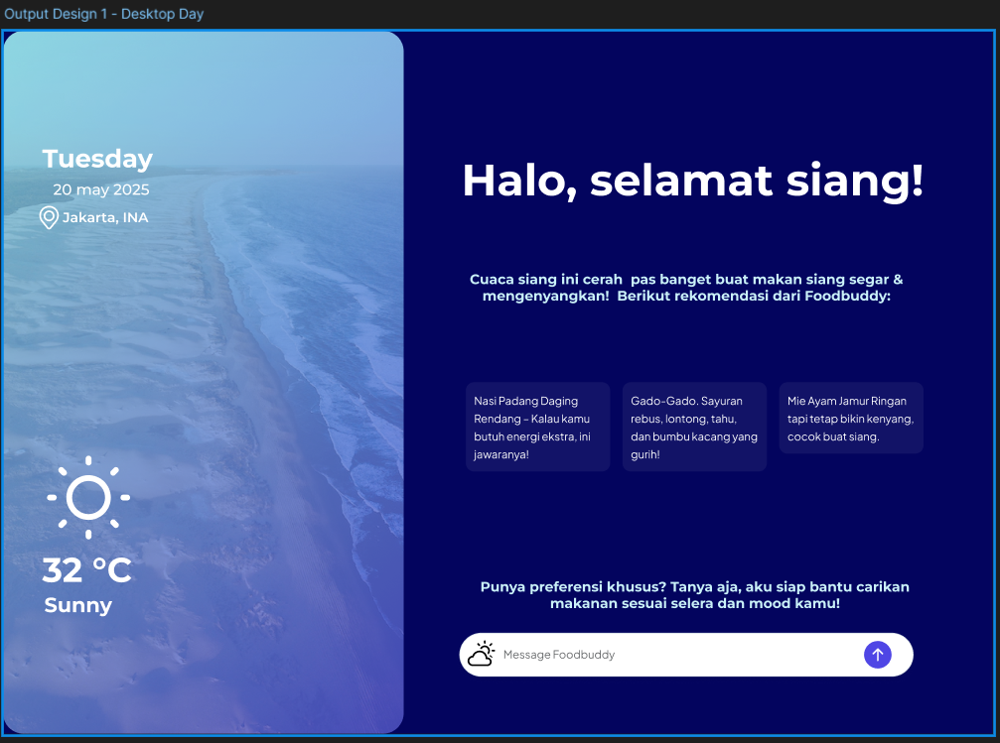 Output Design 1 - Desktop Day
Tuesday
20 may 2025
Jakarta, INA
32 °C
Sunny
Halo, selamat siang!
Cuaca siang ini cerah  pas banget buat makan siang segar &
mengenyangkan!  Berikut rekomendasi dari Foodbuddy:
Nasi Padang Daging
Rendang – Kalau kamu
butuh energi ekstra, ini
jawaranya!
Gado-Gado. Sayuran
rebus, lontong, tahu,
dan bumbu kacang yang
gurih!
Mie Ayam Jamur Ringan
tapi tetap bikin kenyang,
cocok buat siang.
Punya preferensi khusus? Tanya aja, aku siap bantu carikan
makanan sesuai selera dan mood kamu!
Message Foodbuddy